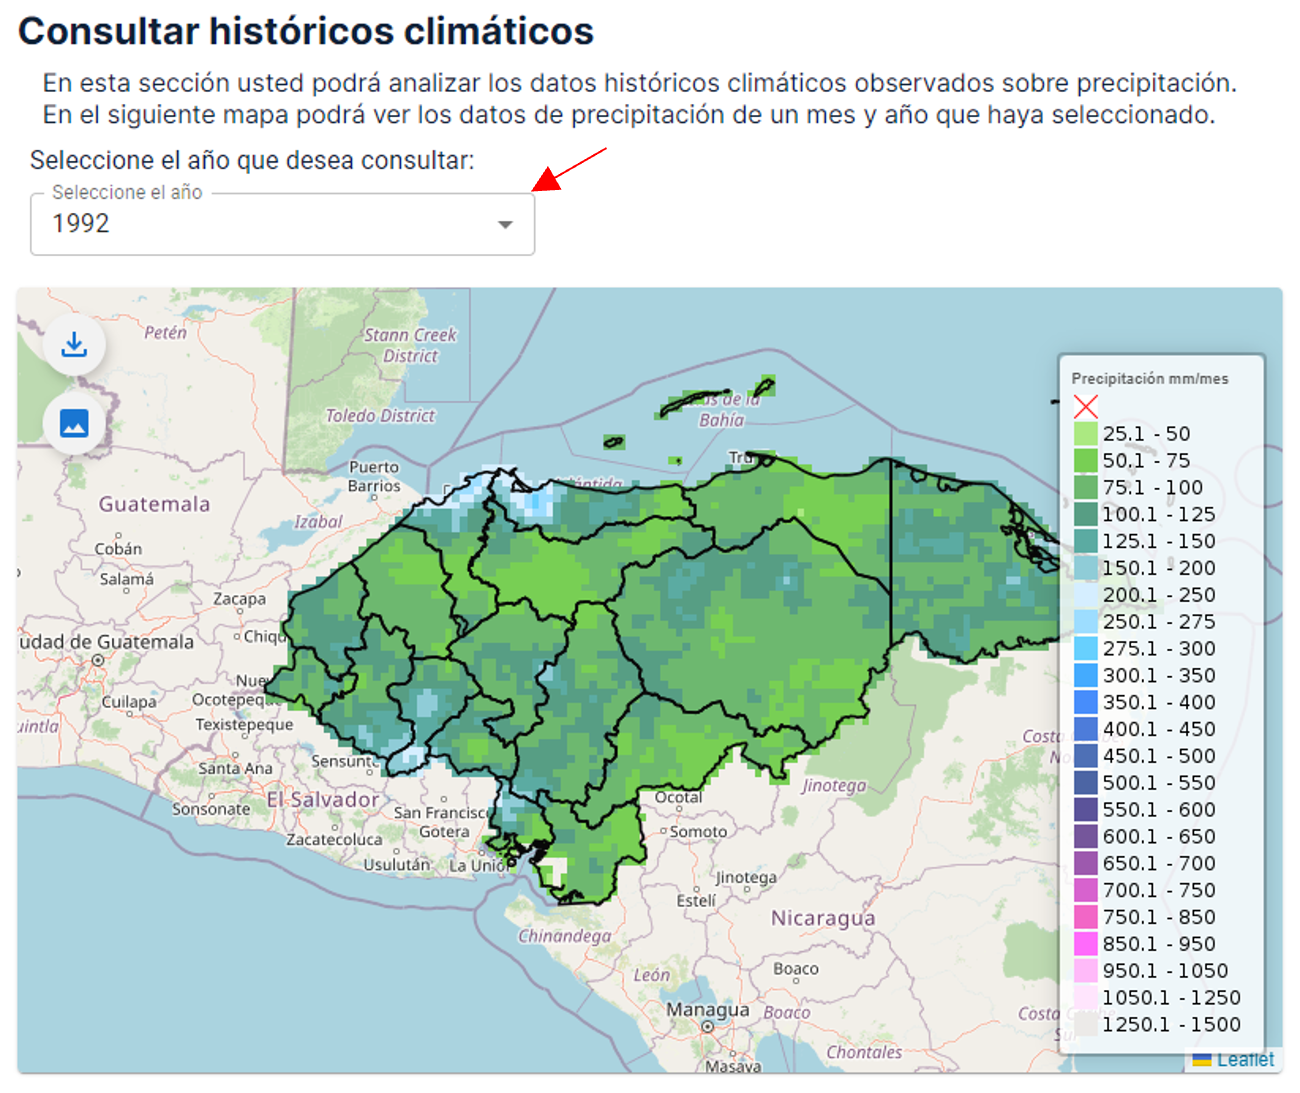 Consultar históricos climáticos
En esta sección usted podrá analizar los datos históricos climáticos observados sobre precipitación.
En el siguiente mapa podrá ver los datos de precipitación de un mes y año que haya seleccionado.
Seleccione el año que desea consultar:
Seleccione el año
1992
Petén
Stann Creek
District
Toledo District
Puerto
Barrios
Guatemala
Izabal
Cobán
Salamá
Zacapa
Chiqu
udad de Guatemala
Nuev
Ocotepequ
Cuilapa
Texistepeque
uintla
Santa Ana
Sensunt
Sonsonate
El Salvador
San Francisco
Gotera
Zacatecoluca
Usulután
La Unión
as de la
Bahía
Tru
ántida
Ocotal
Somoto
Jinotega
Jinotega
Estelí
Nicaragua
Chinandega
León
Boaco
Managua
Boaco
Chontales
Masaya
Costa
No
Costa Caribe
Su
Precipitación mm/mes
25.1 - 50
50.1 - 75
75.1 - 100
100.1 - 125
125.1 - 150
150.1 - 200
200.1 - 250
250.1 - 275
275.1 - 300
300.1 - 350
350.1 - 400
400.1 - 450
450.1 - 500
500.1 - 550
550.1 - 600
600.1 - 650
650.1 - 700
700.1 - 750
750.1 - 850
850.1 - 950
950.1 - 1050
1050.1 - 1250
1250.1 - 1500
Leaflet